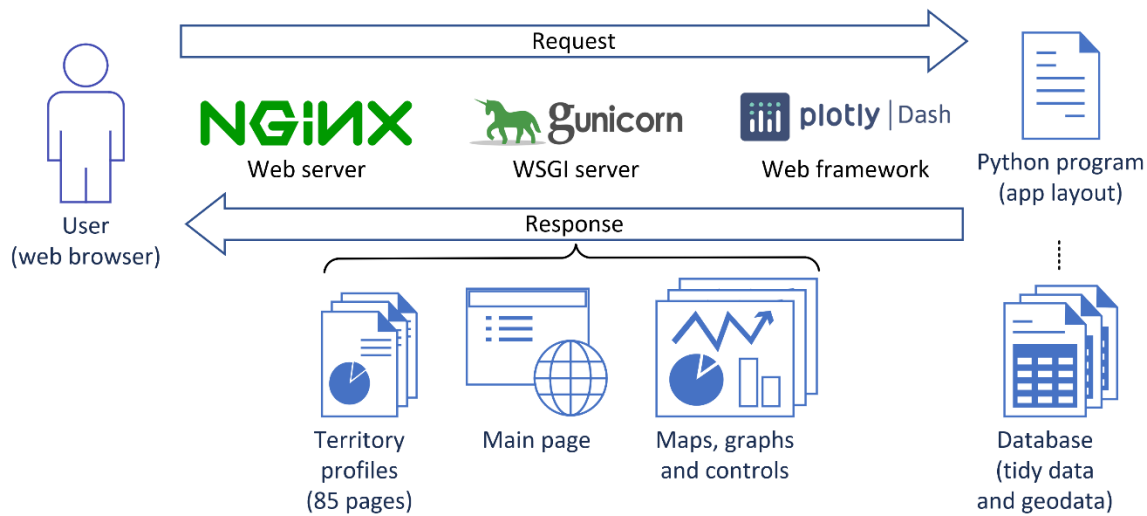 Request
NGINX
Web server
gunicorn
WSGI server
plotly | Dash
Web framework
Python program
(app layout)
User
(web browser)
Response
Territory
profiles
(85 pages)
Main page
Maps, graphs
and controls
Database
(tidy data
and geodata)